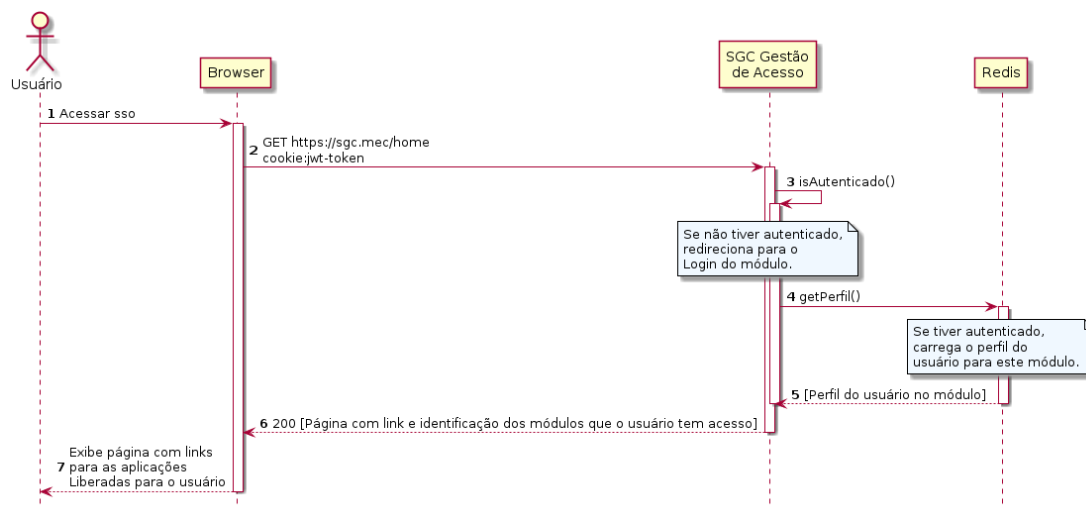 Usuário
Browser
SGC Gestão
de Acesso
Redis
1 Acessar sso
2 GET https://sgc.mec/home
cookie:jwt-token
3 isAutenticado()
Se não tiver autenticado,
redireciona para o
Login do módulo.
4 getPerfil()
Se tiver autenticado,
carrega o perfil do
usuário para este módulo.
5 [Perfil do usuário no módulo]
6 200 [Página com link e identificação dos módulos que o usuário tem acesso]
7 Exibe página com links
para as aplicações
Liberadas para o usuário